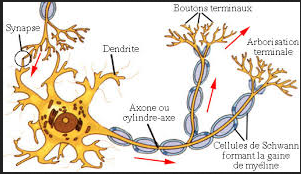 Boutons terminaux
Synapse
Dendrite
Arborisation
terminale
Axone ou
cylindre-axe
Cellules de Schwann
formant la gaine
de myéline.